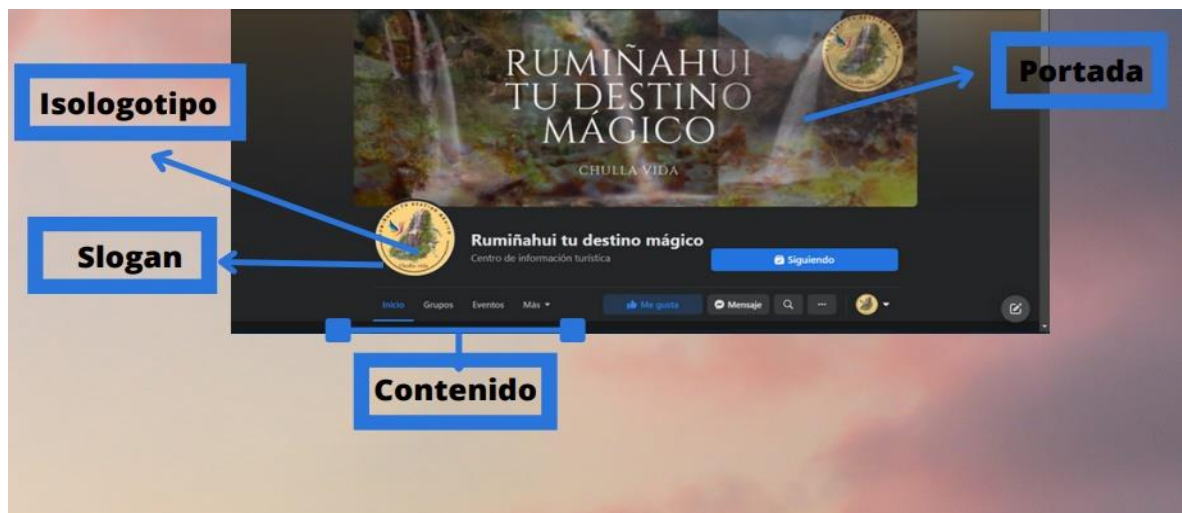 RUMIÑAHUI
TU DESTINO
MÁGICO
CHULLA VIDA
Portada
Isologotipo
Slogan
Rumiñahui tu destino mágico
Centro de información turística
Siguiendo
Inicio Grupos Eventos Más
Me gusta Mensaje
Contenido